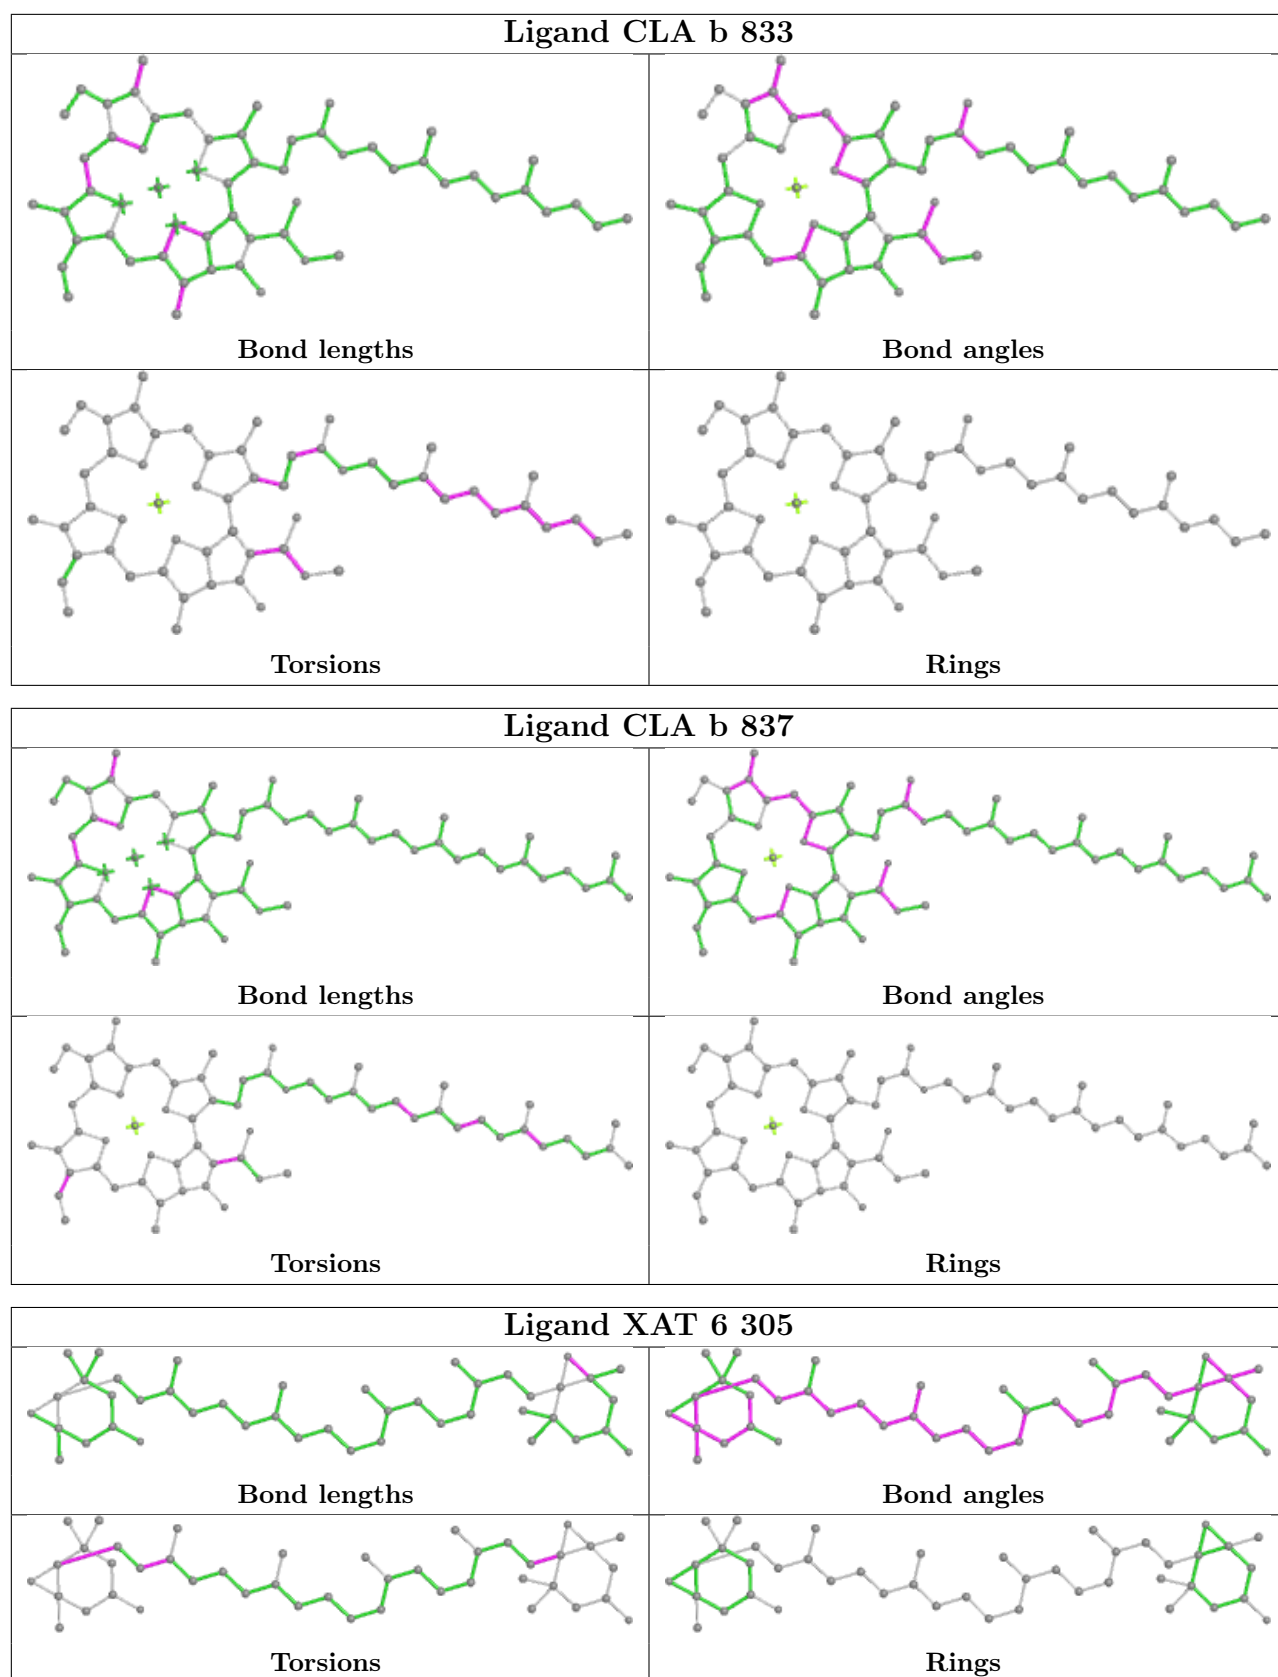 Ligand CLA b 833
Bond lengths
Bond angles
Torsions
Rings
Ligand CLA b 837
Bond lengths
Bond angles
Torsions
Rings
Ligand XAT 6 305
Bond lengths
Bond angles
Torsions
Rings